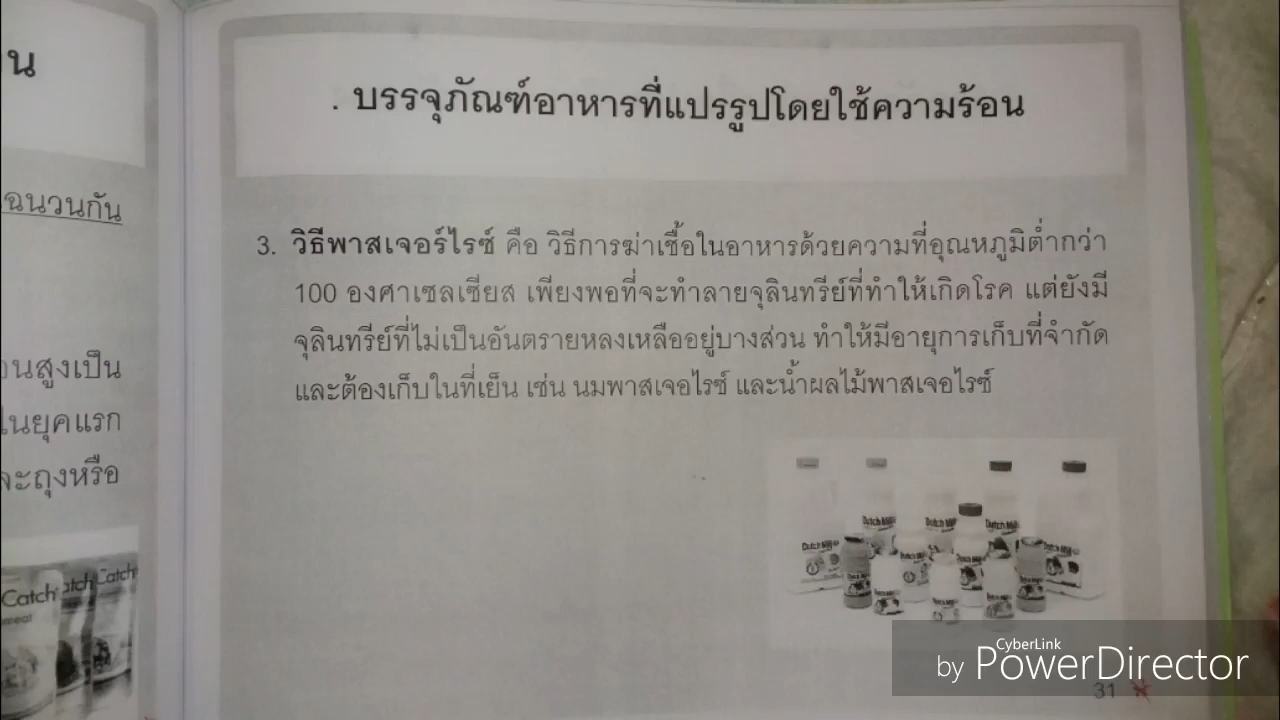 น
ฉนวนกัน
อนสูงเป็น
ในยุคแรก
จะถุงหรือ
Catch
atch
Catch
. บรรจุภัณฑ์อาหารที่แปรรูปโดยใช้ความร้อน
3. วิธีพาสเจอร์ไรซ์ คือ วิธีการฆ่าเชื้อในอาหารด้วยความที่อุณหภูมิต่ำกว่า
100 องศาเซลเซียส เพียงพอที่จะทำลายจุลินทรีย์ที่ทำให้เกิดโรค แต่ยังมี
จุลินทรีย์ที่ไม่เป็นอันตรายหลงเหลืออยู่บางส่วน ทำให้มีอายุการเก็บที่จำกัด
และต้องเก็บในที่เย็น เช่น นมพาสเจอไรซ์ และน้ำผลไม้พาสเจอไรซ์
Dutch Mill
Dutch Mill
Dutch Mill
Dutch Mill
CyberLink
by PowerDirector
31